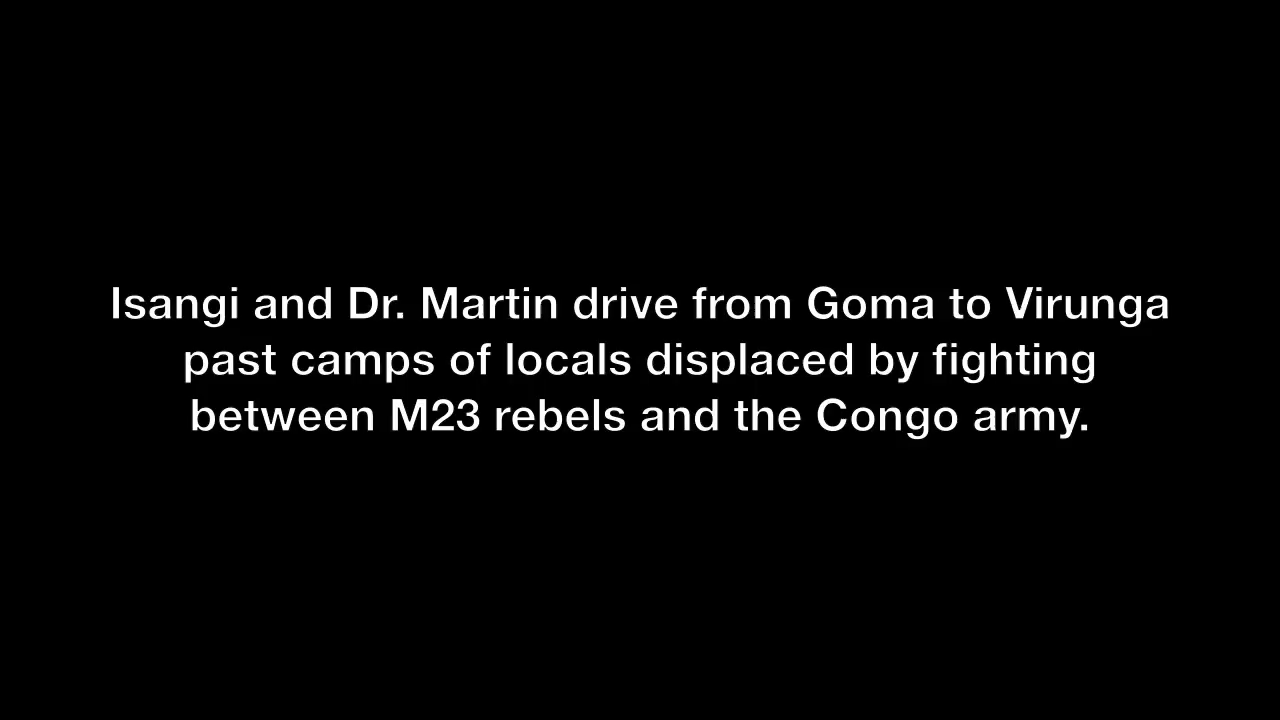 Isangi and Dr. Martin drive from Goma to Virunga
past camps of locals displaced by fighting
between M23 rebels and the Congo army.